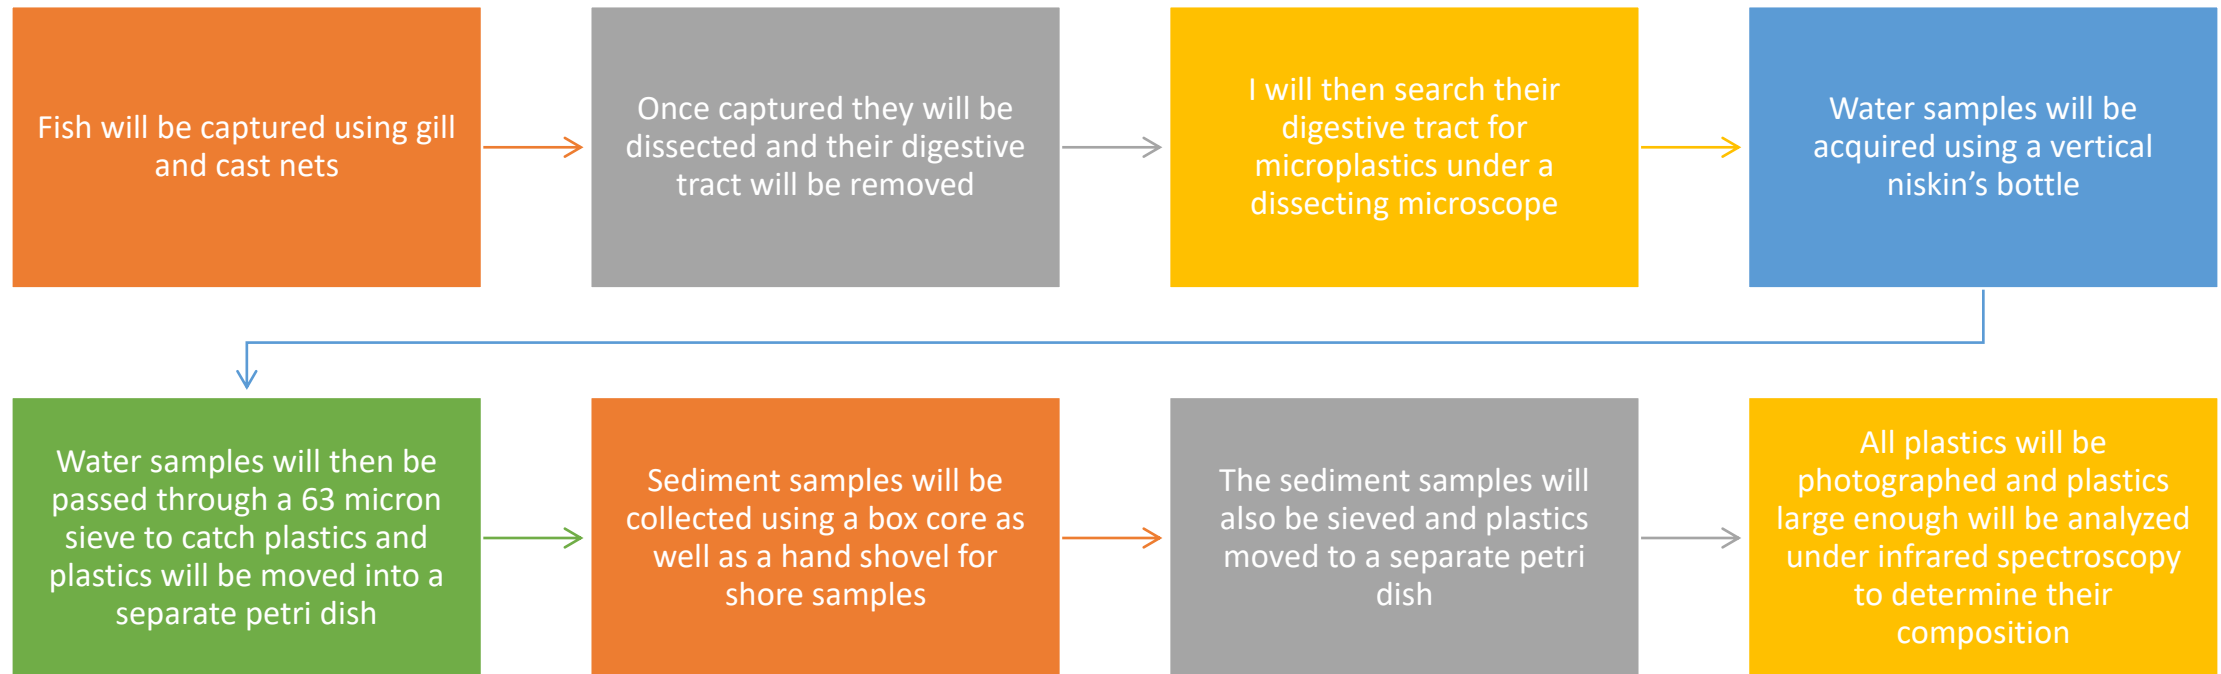 Fish will be captured using gill
and cast nets
Once captured they will be
dissected and their digestive
tract will be removed
I will then search their
digestive tract for
microplastics under a
dissecting microscope
Water samples will be
acquired using a vertical
niskin’s bottle
Water samples will then be
passed through a 63 micron
sieve to catch plastics and
plastics will be moved into a
separate petri dish
Sediment samples will be
collected using a box core as
well as a hand shovel for
shore samples
The sediment samples will
also be sieved and plastics
moved to a separate petri
dish
All plastics will be
photographed and plastics
large enough will be analyzed
under infrared spectroscopy
to determine their
composition